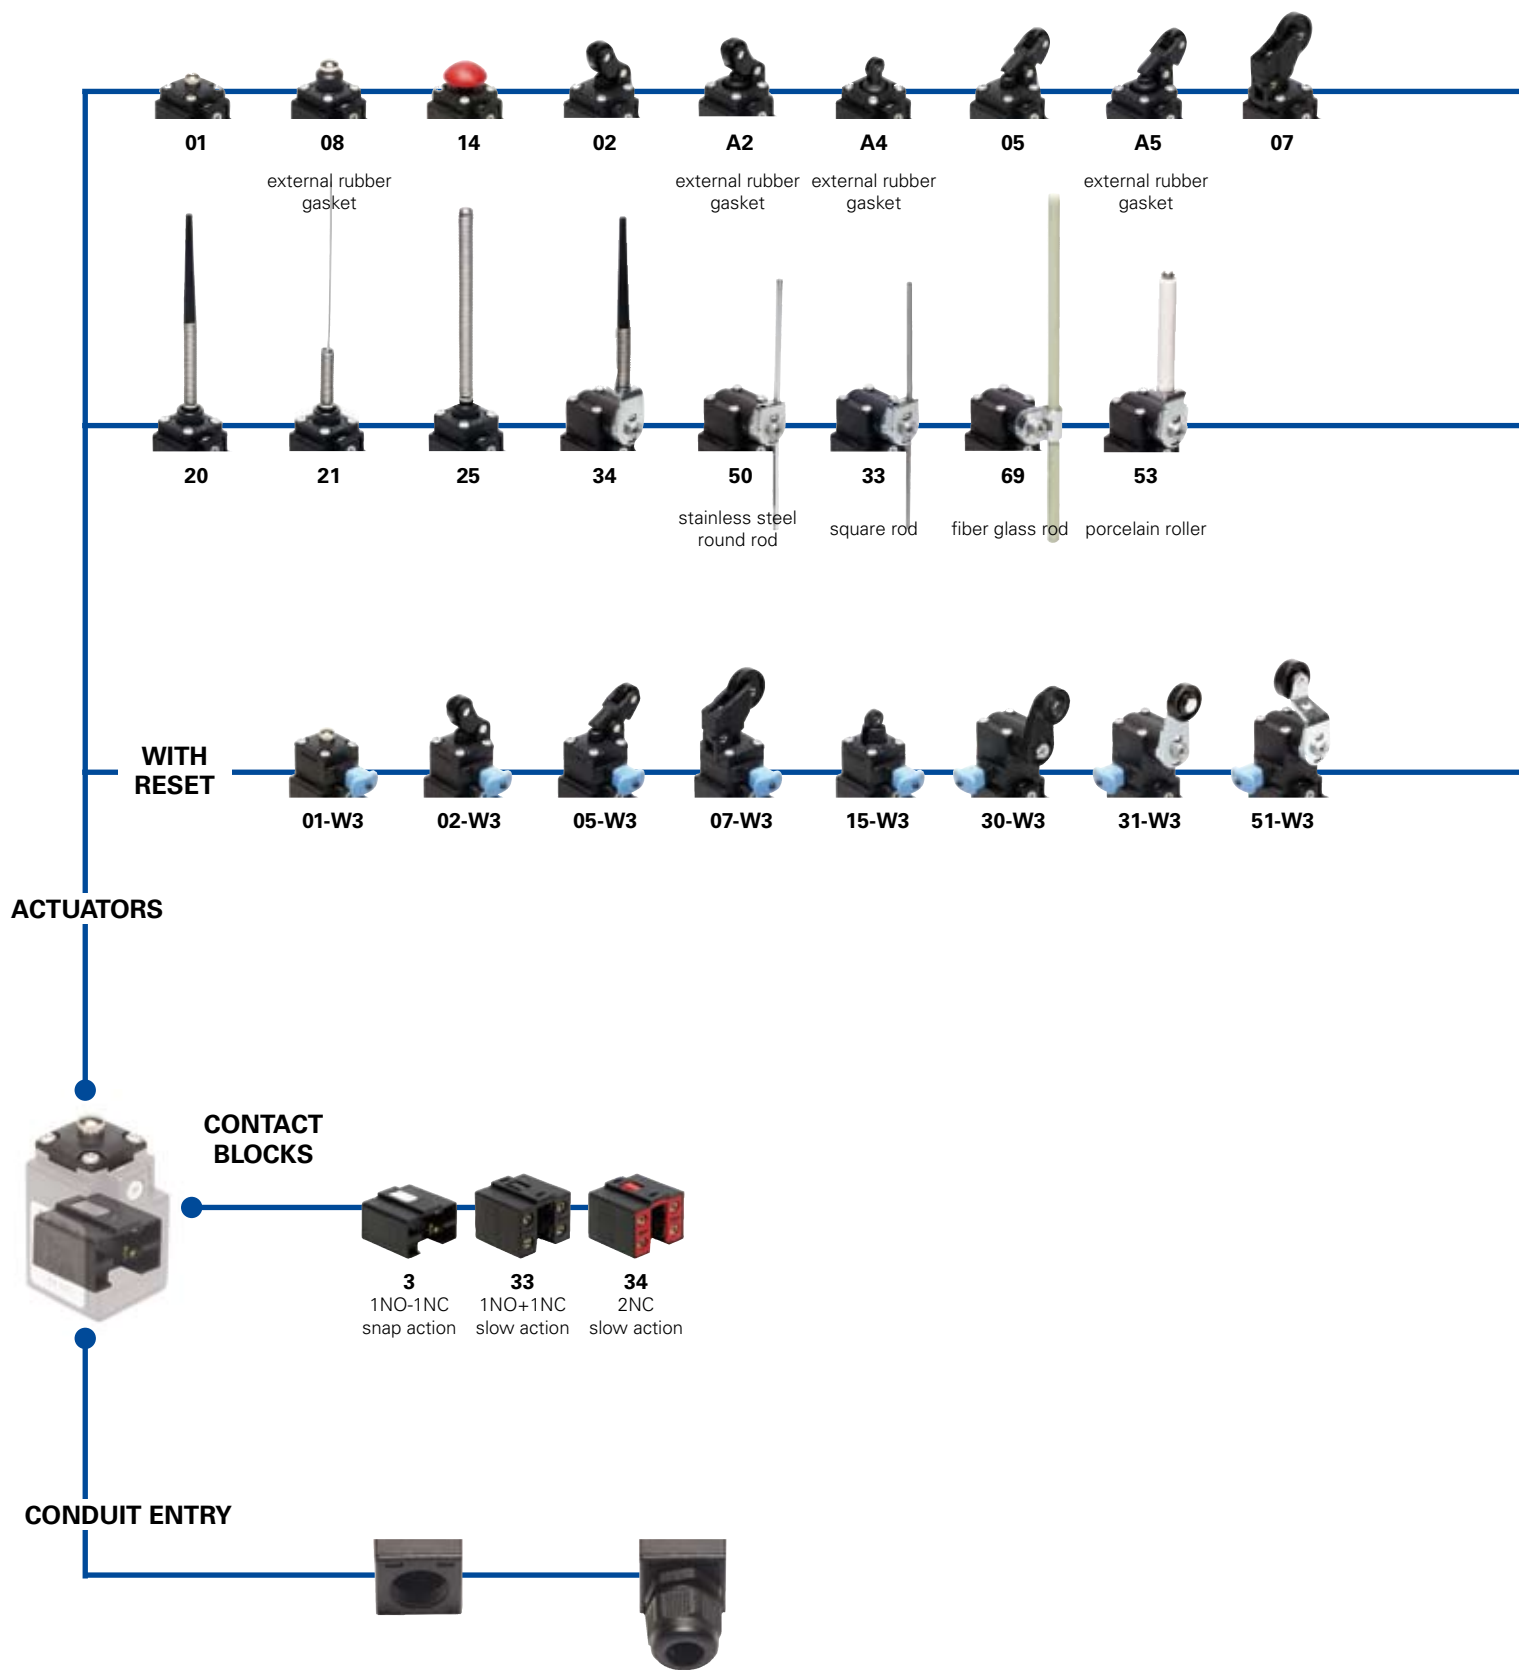 01
08
14
02
A2
A4
05
A5
07
external rubber
gasket
external rubber
gasket
external rubber
gasket
external rubber
gasket
20
21
25
34
50
33
69
53
stainless steel
round rod
square rod
fiber glass rod
porcelain roller
WITH
RESET
01-W3
02-W3
05-W3
07-W3
15-W3
30-W3
31-W3
51-W3
ACTUATORS
CONTACT
BLOCKS
3
1NO-1NC
snap action
33
1NO+1NC
slow action
34
2NC
slow action
CONDUIT ENTRY